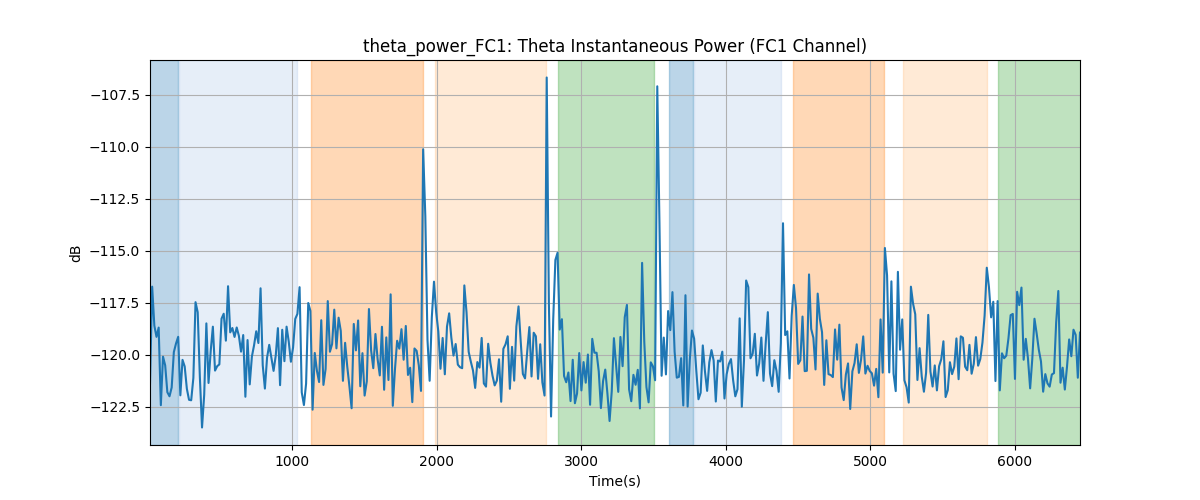 theta_power_FC1: Theta Instantaneous Power (FC1 Channel)
dB
−107.5
−110.0
−112.5
−115.0
−117.5
−120.0
−122.5
1000 2000 3000 4000 5000 6000
Time(s)